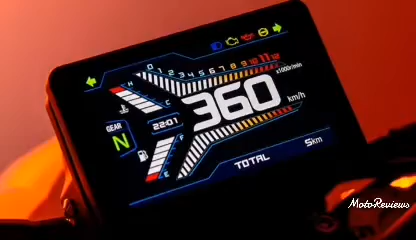 0 1 2 3 4 5 6 7 8 9 10 11 12
x1000r/min
H
C
360
km/h
22:01
GEAR
N
F
E
TOTAL 5km
MotoReviews